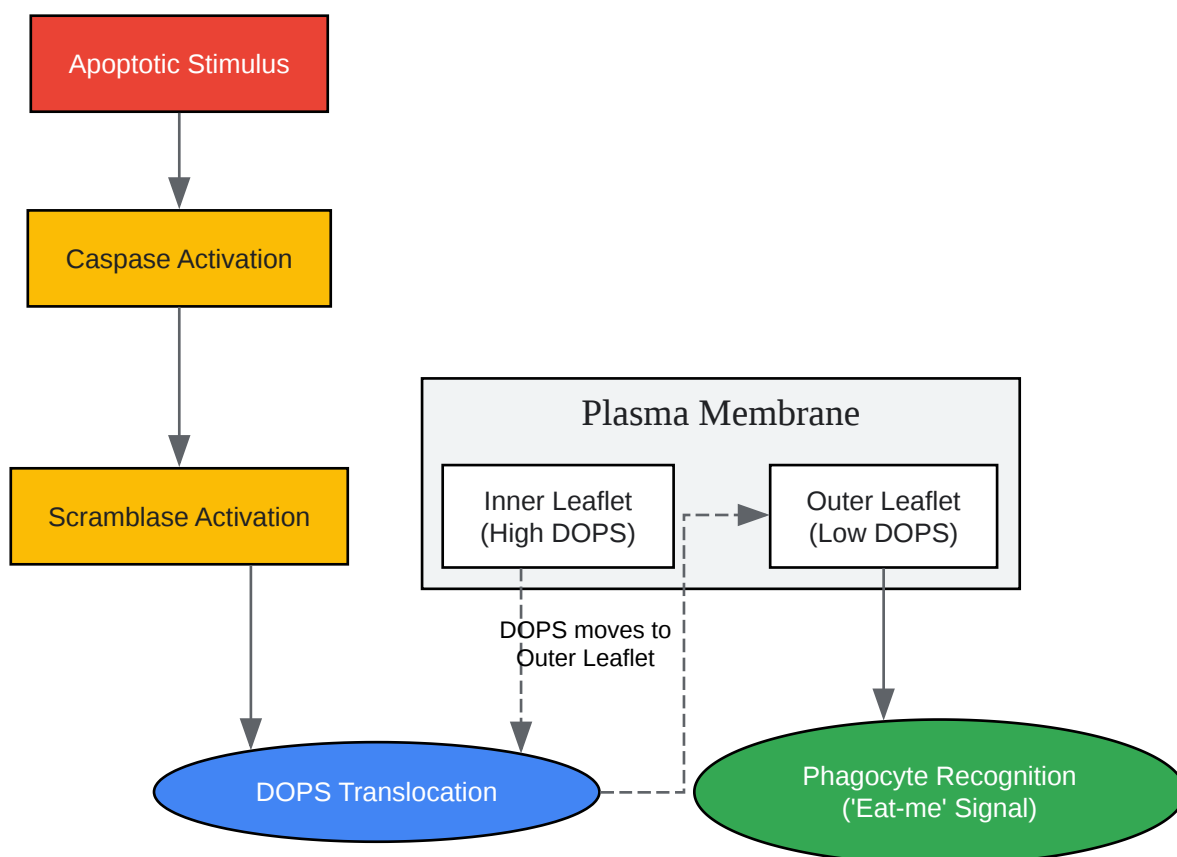 Apoptotic Stimulus
Caspase Activation
Scramblase Activation
Plasma Membrane
Inner Leaflet
(High DOPS)
Outer Leaflet
(Low DOPS)
DOPS moves to
Outer Leaflet
DOPS Translocation
Phagocyte Recognition
('Eat-me' Signal)